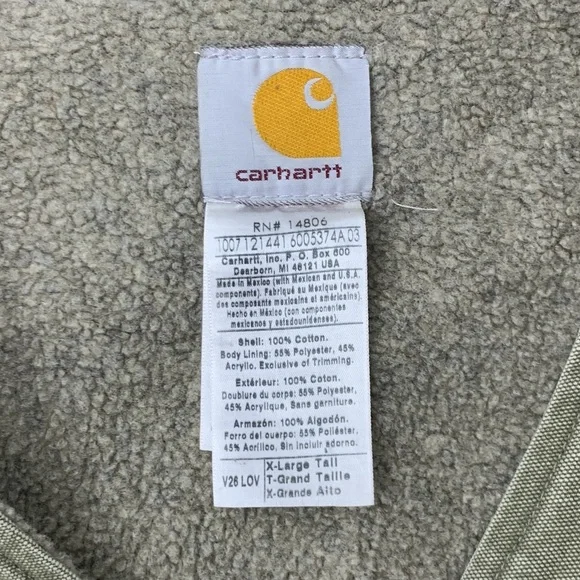 carhartt
RN# 14806
1007121441 6005374A 03
Carhartt, Inc. P. O. Box 600
Dearborn, MI 48121 USA
Made in Mexico (with Mexican and U.S.A.
components). Fabriqué au Mexique (avec
des composants mexicains et américains).
Hecho en México (con componentes
mexicanos y estadounidenses).
Shell: 100% Cotton.
Body Lining: 55% Polyester, 45%
Acrylic. Exclusive of Trimming.
Extérieur: 100% Coton.
Doublure du corps: 55% Polyester,
45% Acrylique, Sans garniture.
Armazón: 100% Algodón.
Forro del cuerpo: 55% Poliéster,
45% Acrílico, Sin incluir adorno.
V26 LOV
X-Large Tall
T-Grand Taille
X-Grande Alto